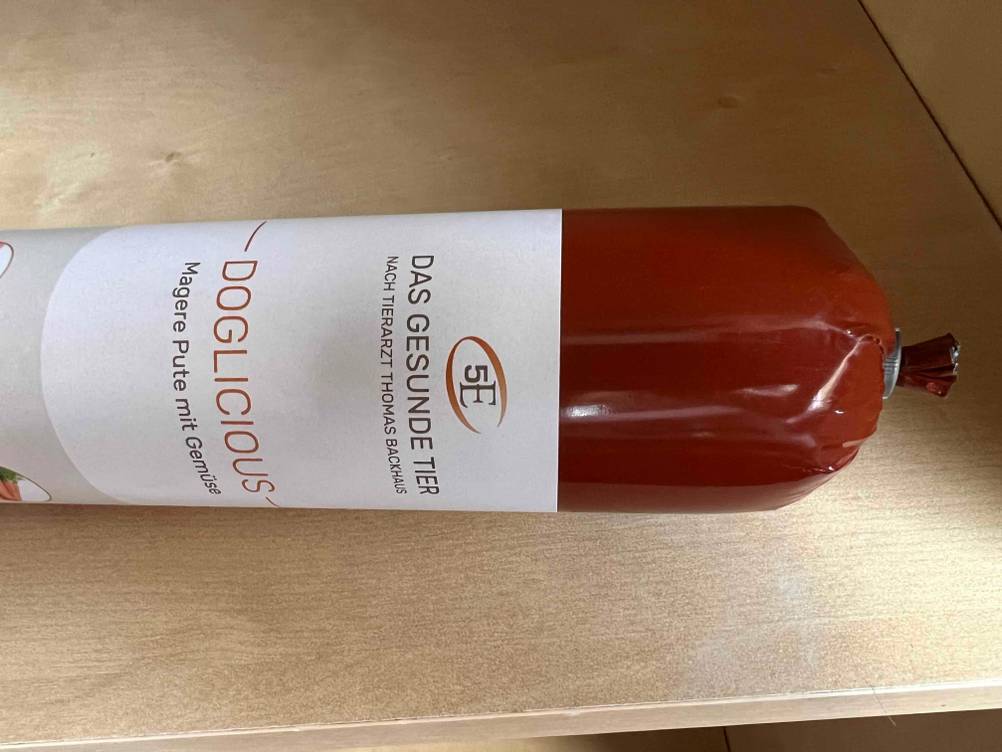 5E
DAS GESUNDE TIER
NACH TIERARZT THOMAS BACKHAUS
DOGLICIOUS
Magere Pute mit Gemüse